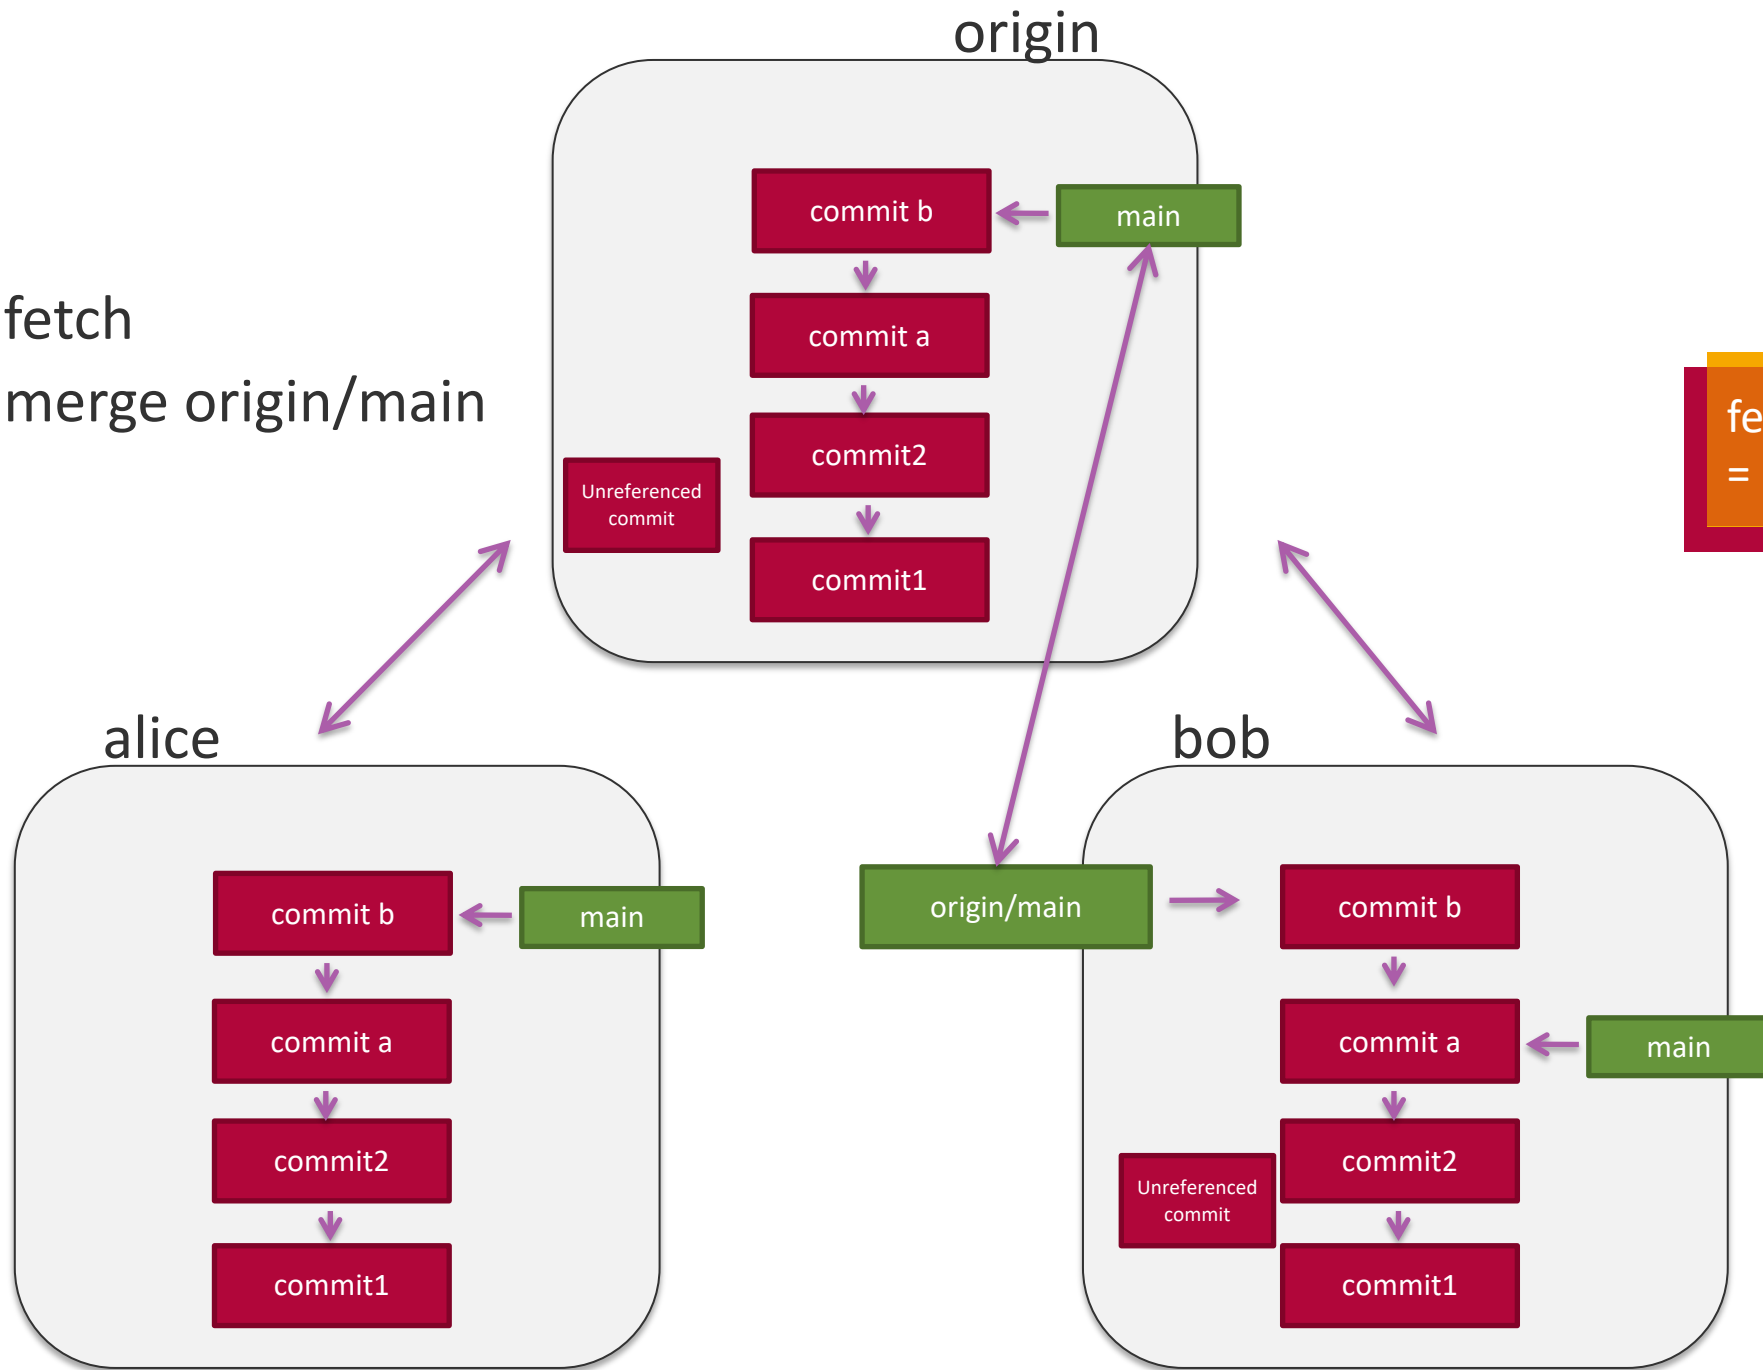 origin
commit b
main
commit a
commit2
Unreferenced
commit
commit1
fetch
merge origin/main
=
alice
commit b
main
commit a
commit2
commit1
bob
origin/main
commit b
commit a
main
commit2
Unreferenced
commit
commit1